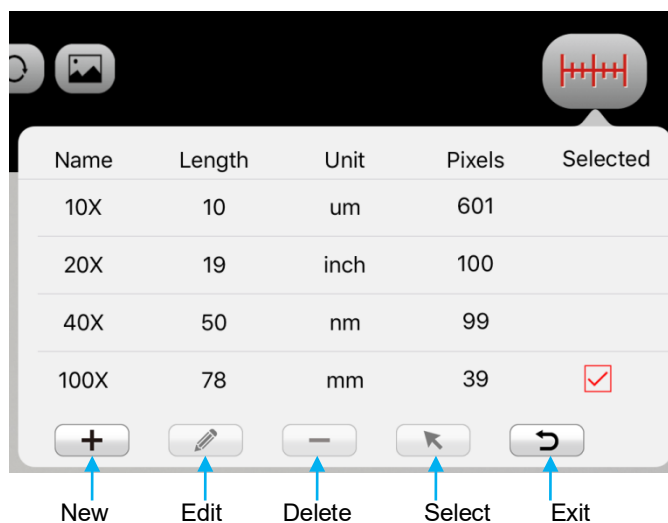 Name Length Unit Pixels Selected
10X 10 um 601
20X 19 inch 100
40X 50 nm 99
100X 78 mm 39
New Edit Delete Select Exit